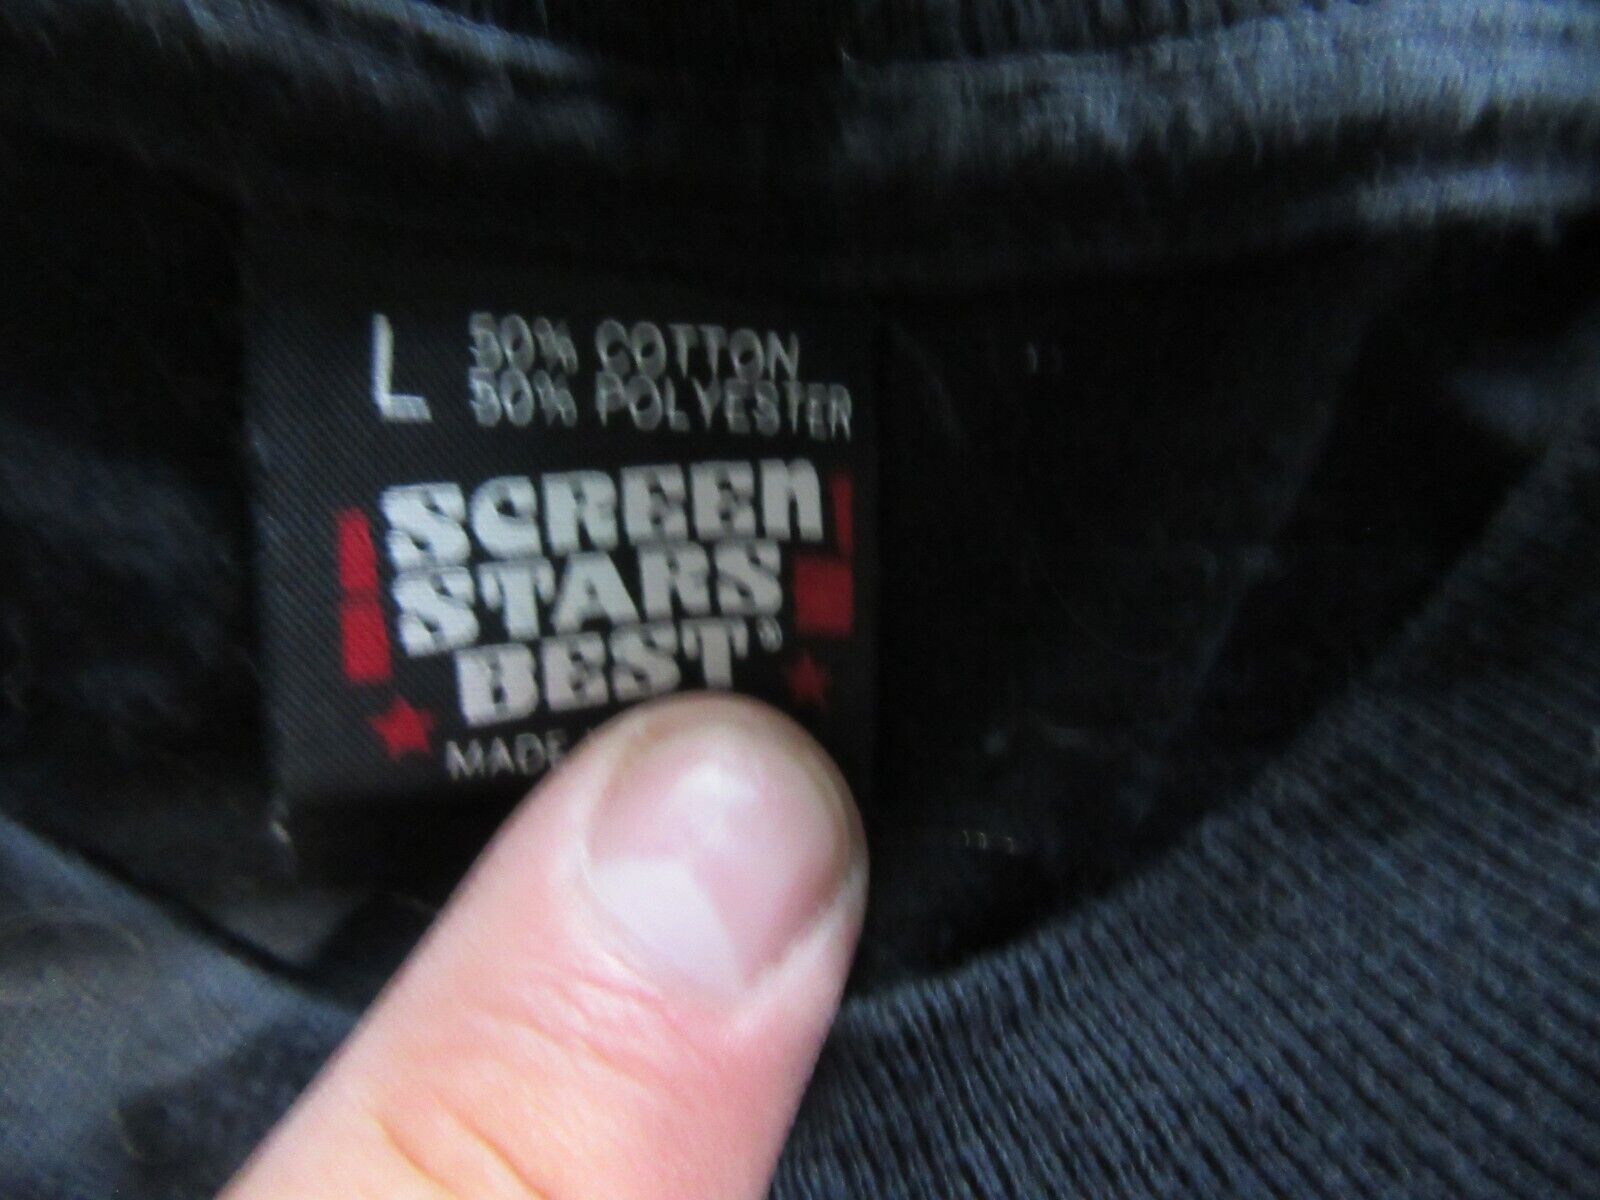 L 50% COTTON
50% POLYESTER
SCREEN
STARS
BEST®
MADE